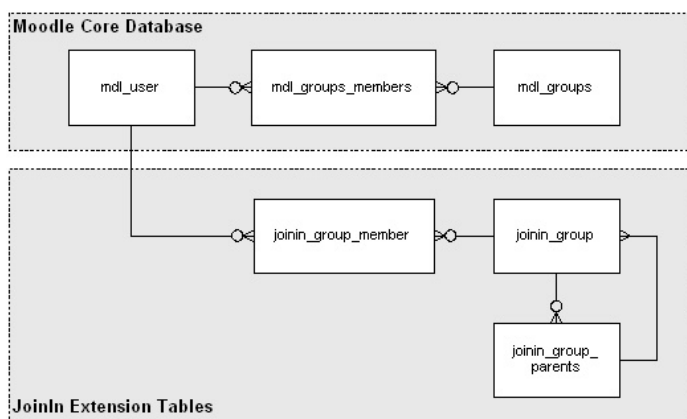 Moodle Core Database
mdl_user
mdl_groups_members
mdl_groups
joinin_group_member
joinin_group
joinin_group_
parents
JoinIn Extension Tables